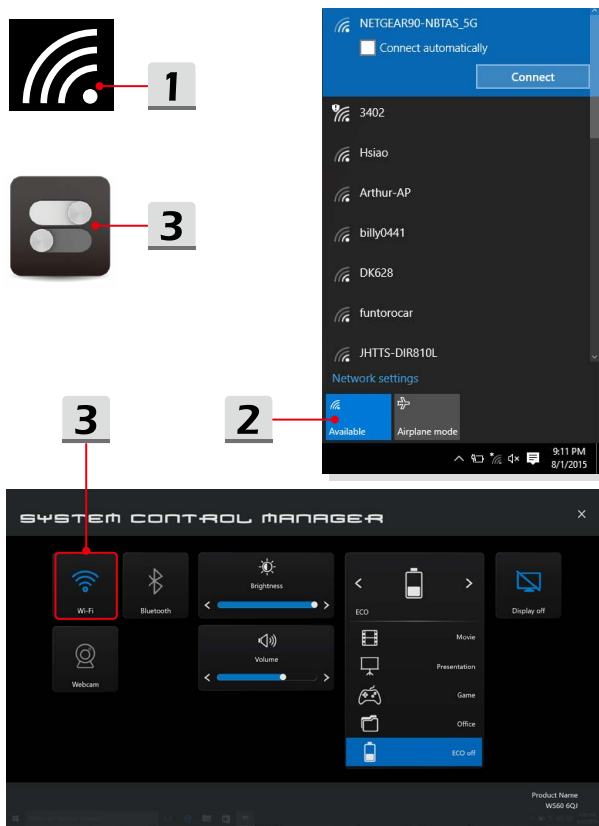 1
3
NETGEAR90-NBTAS_5G
Connect automatically
Connect
3402
Hsiao
Arthur-AP
billy0441
DK628
funtorocar
JHTTS-DIR810L
Network settings
2
Available
Airplane mode
9:11 PM
8/1/2015
3
SYSTEM CONTROL MANAGER
Wi-Fi
Bluetooth
Brightness
ECO
Display off
Webcam
Volume
Movie
Presentation
Game
Office
ECO off
Product Name
WS60 6QJ